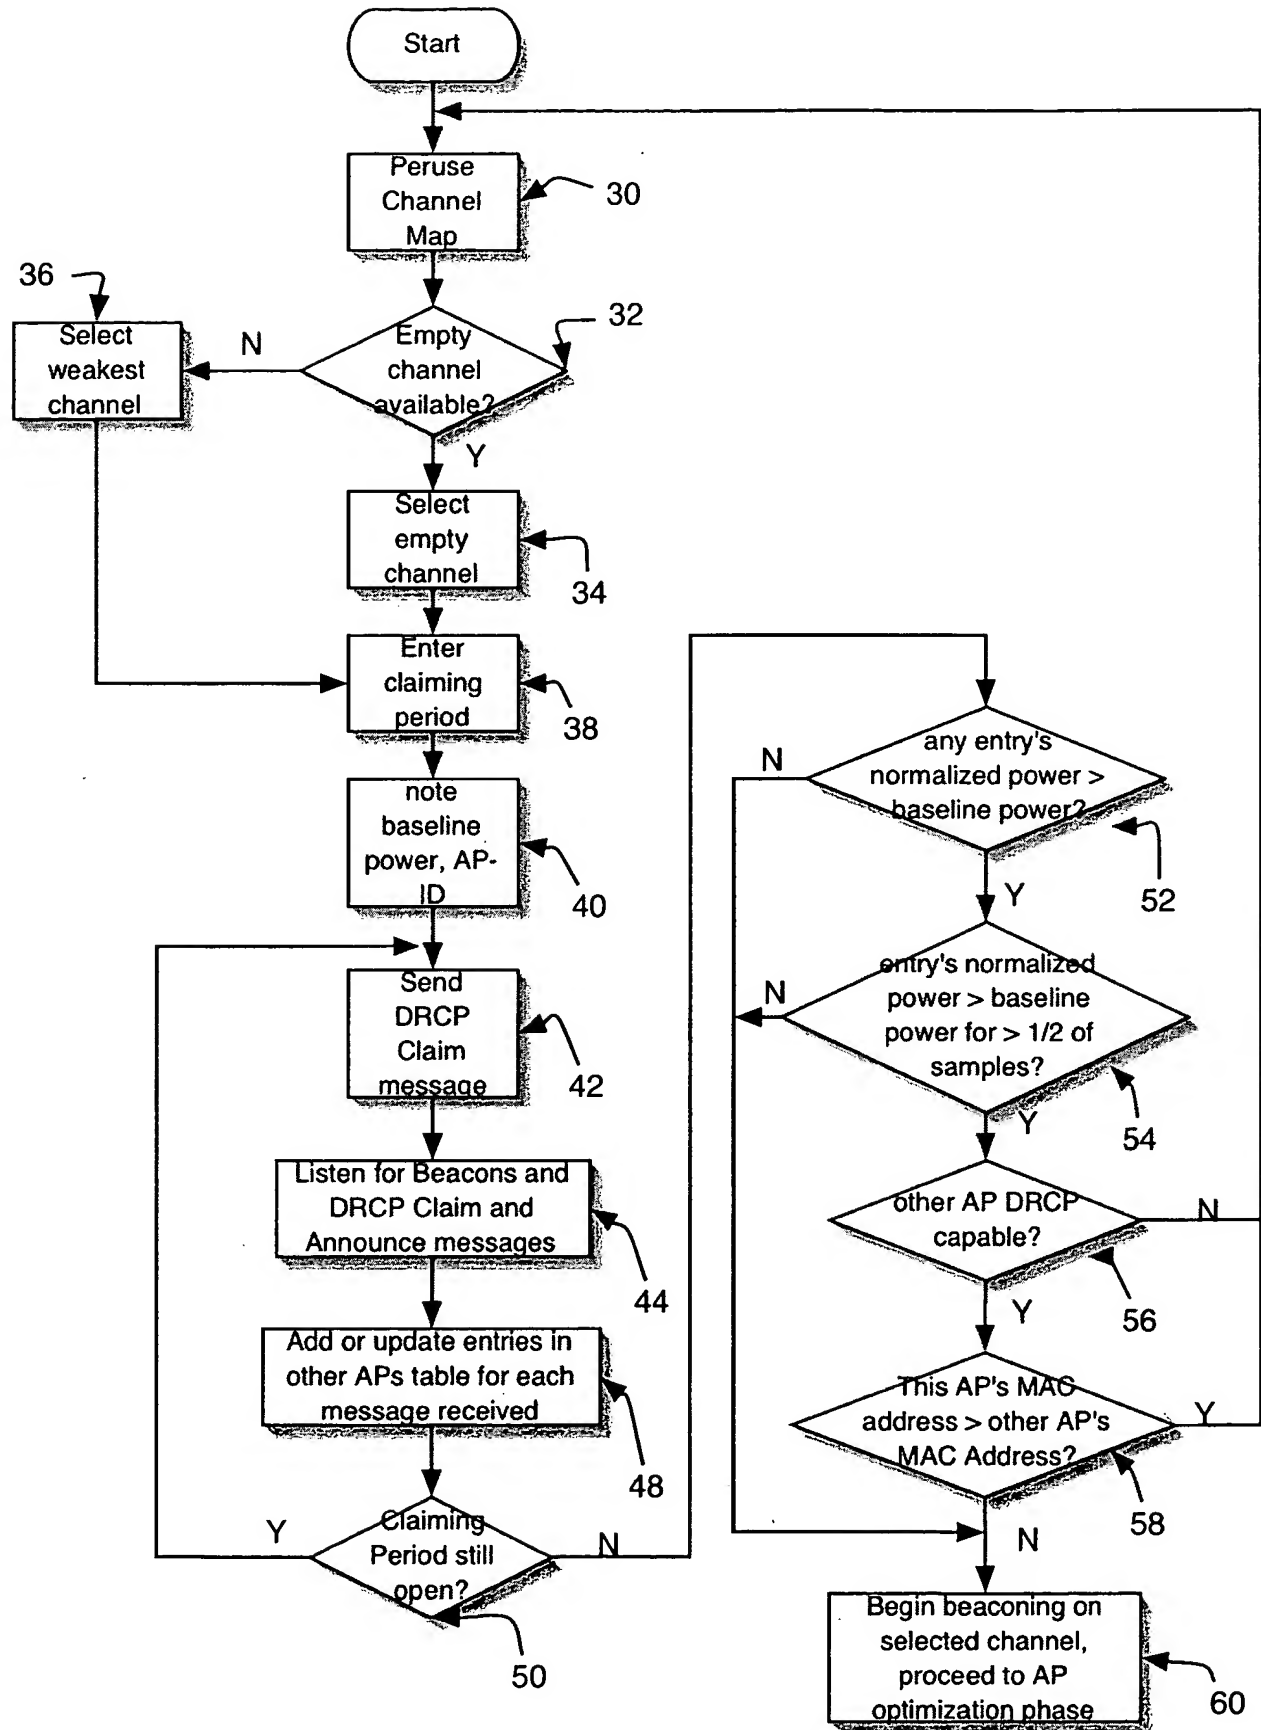 Start
Peruse
Channel
Map
30
36
Select
weakest
channel
N
Empty
channel
available?
32
Y
Select
empty
channel
34
Enter
claiming
period
38
note
baseline
power, AP-
ID
40
Send
DRCP
Claim
message
42
Listen for Beacons and
DRCP Claim and
Announce messages
44
Add or update entries in
other APs table for each
message received
48
Y
Claiming
Period still
open?
N
50
N
any entry's
normalized power >
baseline power?
52
Y
N
entry's normalized
power > baseline
power for > 1/2 of
samples?
54
Y
other AP DRCP
capable?
N
56
Y
This AP's MAC
address > other AP's
MAC Address?
Y
58
N
Begin beaconing on
selected channel,
proceed to AP
optimization phase
60